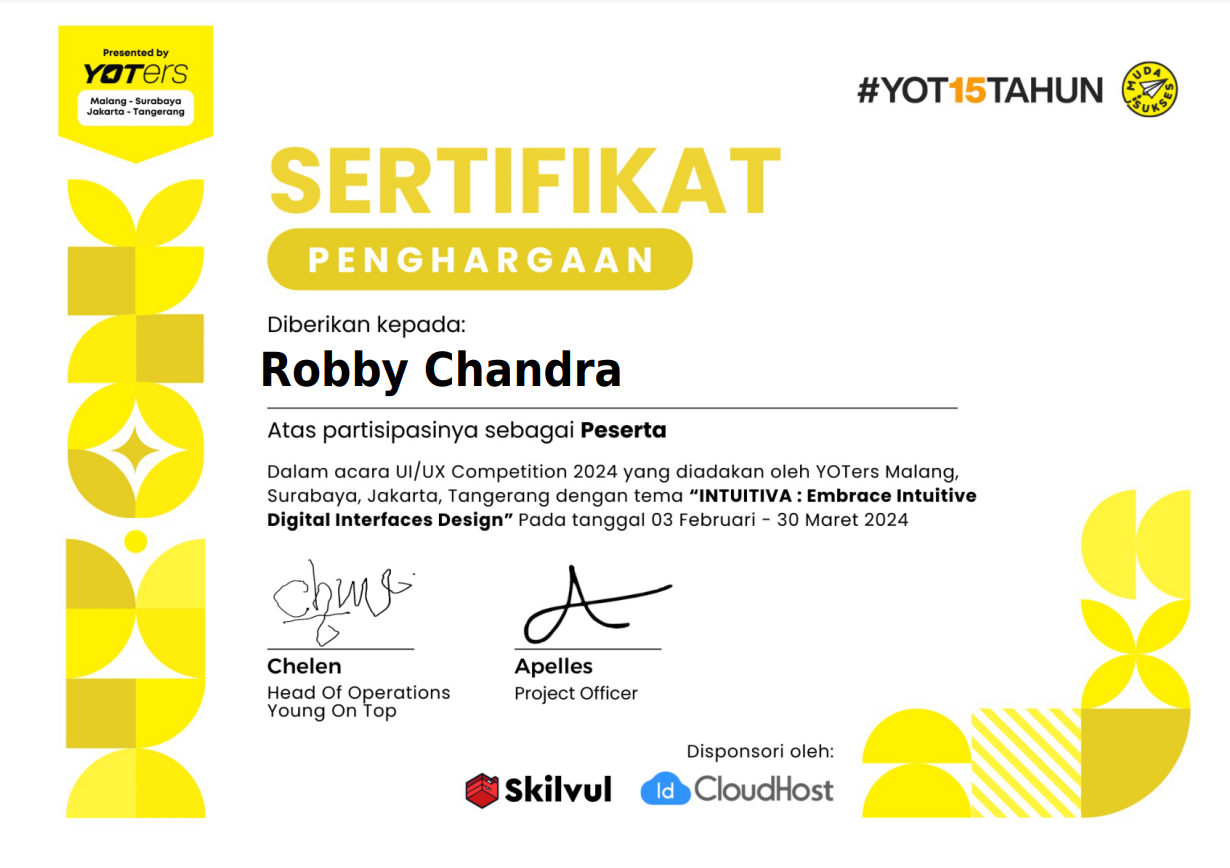 Presented by
YOTers
Malang - Surabaya
Jakarta - Tangerang
#YOT15TAHUN
MUDA
SUKSES
SERTIFIKAT
PENGHARGAAN
Diberikan kepada:
Robby Chandra
Atas partisipasinya sebagai Peserta
Dalam acara UI/UX Competition 2024 yang diadakan oleh YOTers Malang,
Surabaya, Jakarta, Tangerang dengan tema “INTUITIVA : Embrace Intuitive
Digital Interfaces Design” Pada tanggal 03 Februari - 30 Maret 2024
Chelen
Head Of Operations
Young On Top
Apelles
Project Officer
Disponsori oleh:
Skilvul
Id CloudHost